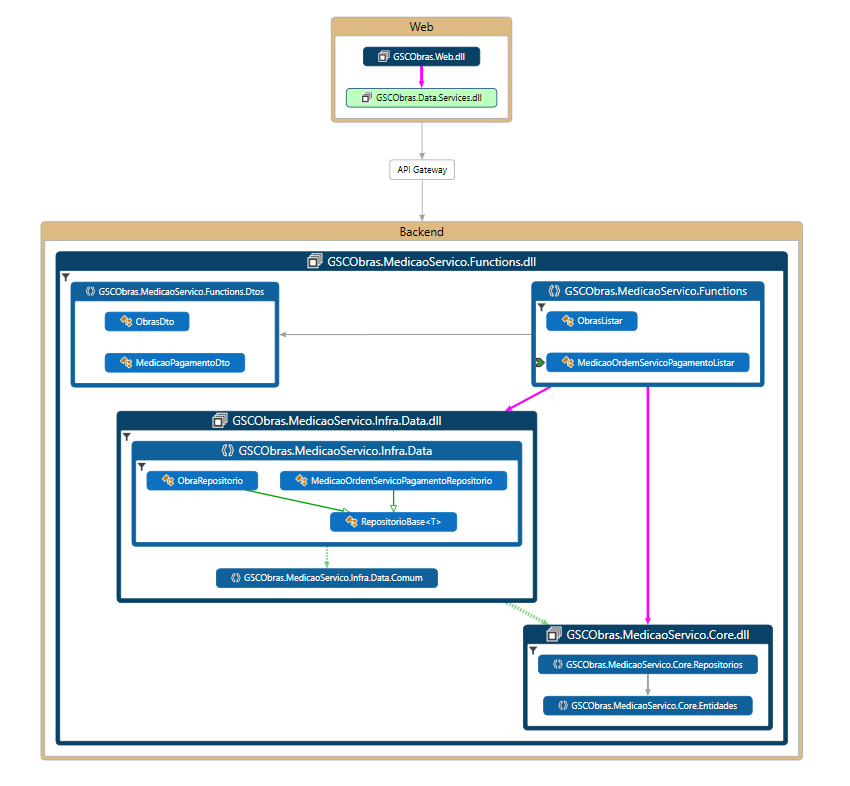 Web
GSCObras.Web.dll
GSCObras.Data.Services.dll
API Gateway
Backend
GSCObras.MedicaoServico.Functions.dll
GSCObras.MedicaoServico.Functions.Dtos
ObrasDto
MedicaoPagamentoDto
GSCObras.MedicaoServico.Functions
ObrasListar
MedicaoOrdemServicoPagamentoListar
GSCObras.MedicaoServico.Infra.Data.dll
GSCObras.MedicaoServico.Infra.Data
ObraRepositorio
MedicaoOrdemServicoPagamentoRepositorio
RepositorioBase<T>
GSCObras.MedicaoServico.Infra.Data.Comum
GSCObras.MedicaoServico.Core.dll
GSCObras.MedicaoServico.Core.Repositorios
GSCObras.MedicaoServico.Core.Entidades